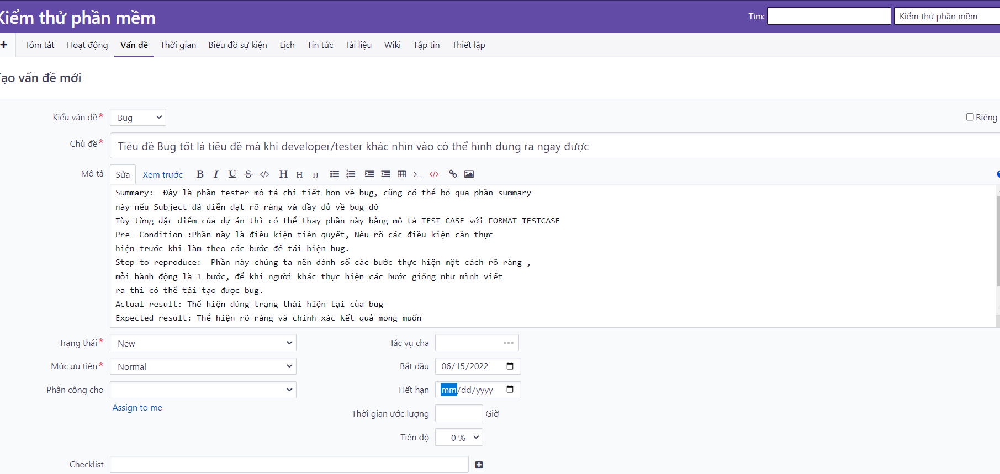 Kiểm thử phần mềm
Tìm:
Kiểm thử phần mềm
Tóm tắt Hoạt động Vấn đề Thời gian Biểu đồ sự kiện Lịch Tin tức Tài liệu Wiki Tập tin Thiết lập
Tạo vấn đề mới
Kiểu vấn đề* Bug
Riêng
Chủ đề* Tiêu đề Bug tốt là tiêu đề mà khi developer/tester khác nhìn vào có thể hình dung ra ngay được
Mô tả Sửa Xem trước B I U S </> H H H
Summary:  Đây là phần tester mô tả chi tiết hơn về bug, cũng có thể bỏ qua phần summary
này nếu Subject đã diễn đạt rõ ràng và đầy đủ về bug đó
Tùy từng đặc điểm của dự án thì có thể thay phần này bằng mô tả TEST CASE với FORMAT TESTCASE
Pre- Condition :Phần này là điều kiện tiên quyết, Nêu rõ các điều kiện cần thực
hiện trước khi làm theo các bước để tái hiện bug.
Step to reproduce:  Phần này chúng ta nên đánh số các bước thực hiện một cách rõ ràng ,
mỗi hành động là 1 bước, để khi người khác thực hiện các bước giống như mình viết
ra thì có thể tái tạo được bug.
Actual result: Thể hiện đúng trạng thái hiện tại của bug
Expected result: Thể hiện rõ ràng và chính xác kết quả mong muốn
Trạng thái* New
Tác vụ cha
Mức ưu tiên* Normal
Bắt đầu 06/15/2022
Phân công cho
Hết hạn mm/dd/yyyy
Assign to me
Thời gian ước lượng Giờ
Tiến độ 0 %
Checklist